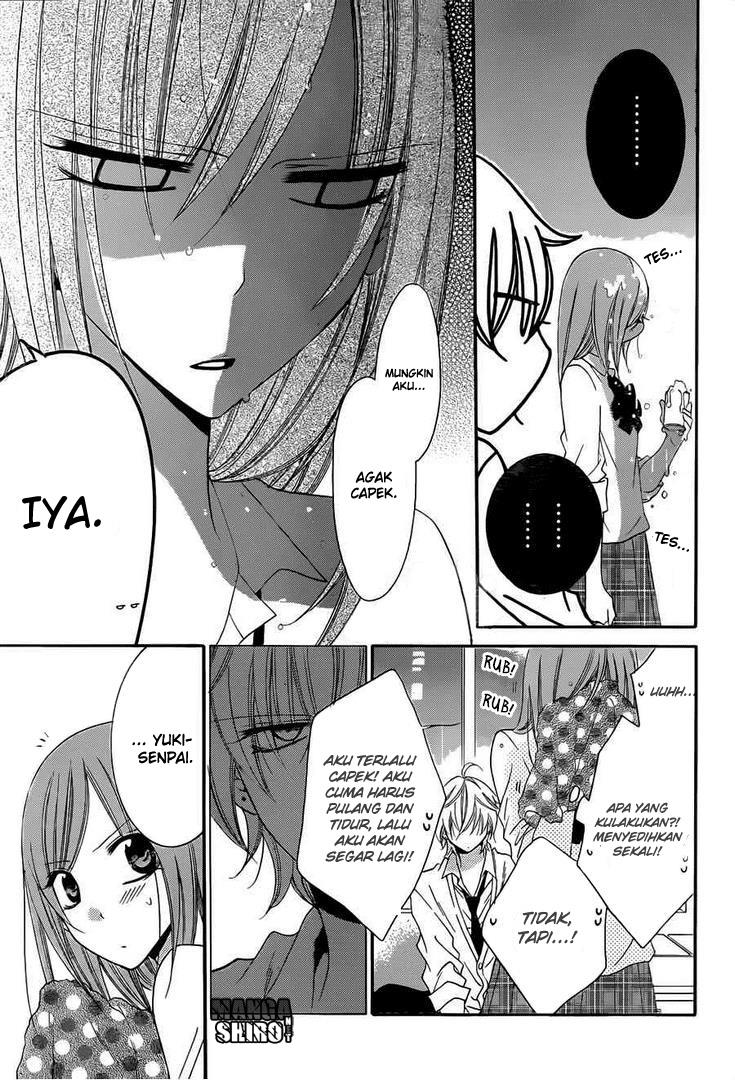 .......
TES...
......
......
TES...
MUNGKIN
AKU...
AGAK
CAPEK.
IYA.
UUHH...
RUB!
RUB!
APA YANG
KULAKUKAN?!
MENYEDIHKAN
SEKALI!
TIDAK,
TAPI...!
AKU TERLALU
CAPEK! AKU
CUMA HARUS
PULANG DAN
TIDUR, LALU
AKU AKAN
SEGAR LAGI!
... YUKI-
SENPAI.
MANGA
SHIRO